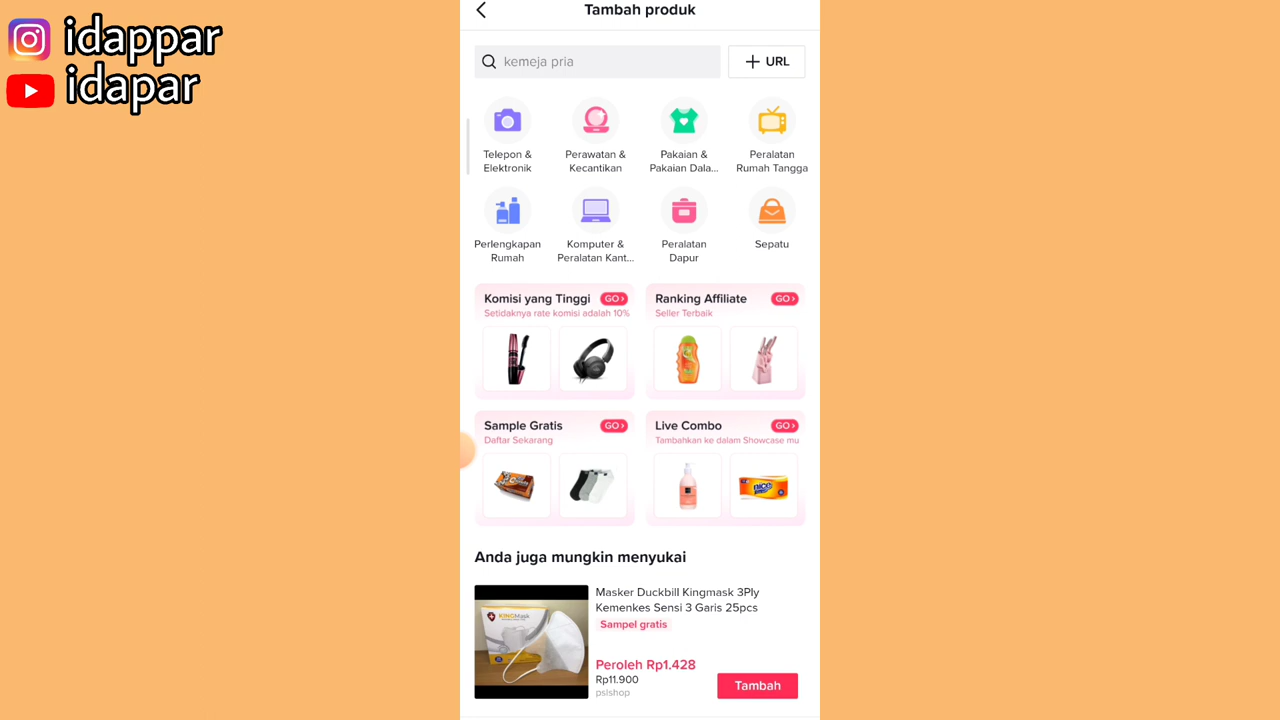 idappar
idapar
Tambah produk
kemeja pria
URL
Telepon &
Elektronik
Perawatan &
Kecantikan
Pakaian &
Pakaian Dala...
Peralatan
Rumah Tangga
Perlengkapan
Rumah
Komputer &
Peralatan Kant...
Peralatan
Dapur
Sepatu
Komisi yang Tinggi GO
Setidaknya rate komisi adalah 10%
Ranking Affiliate GO
Seller Terbaik
Sample Gratis GO
Daftar Sekarang
Live Combo GO
Tambahkan ke dalam Showcase mu
Anda juga mungkin menyukai
KINGMask
Masker Duckbill Kingmask 3Ply
Kemenkes Sensi 3 Garis 25pcs
Sampel gratis
Peroleh Rp1.428
Rp11.900
pslshop
Tambah